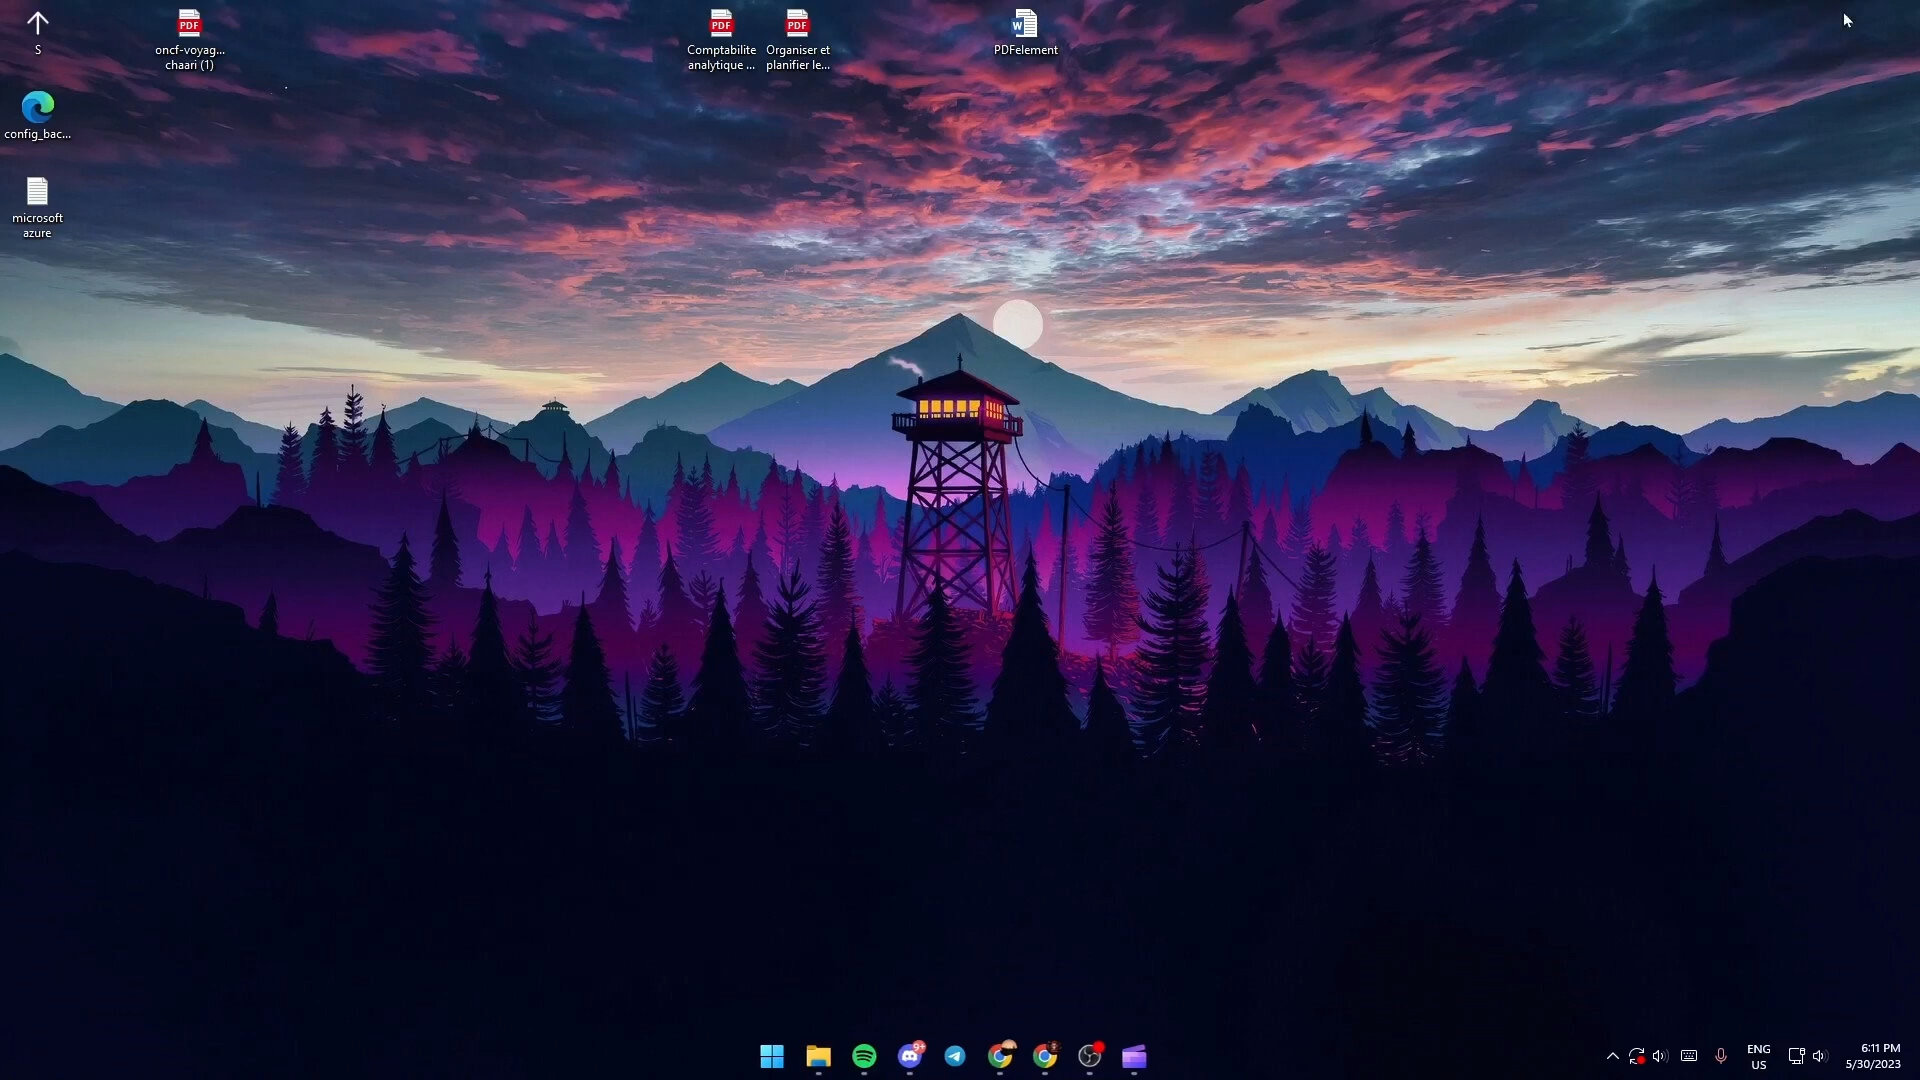 S
oncf-voyag...
chaari (1)
Comptabilite
analytique ...
Organiser et
planifier le...
PDFelement
config_bac...
microsoft
azure
PDF
PDF
PDF
W
9+
ENG
US
6:11 PM
5/30/2023